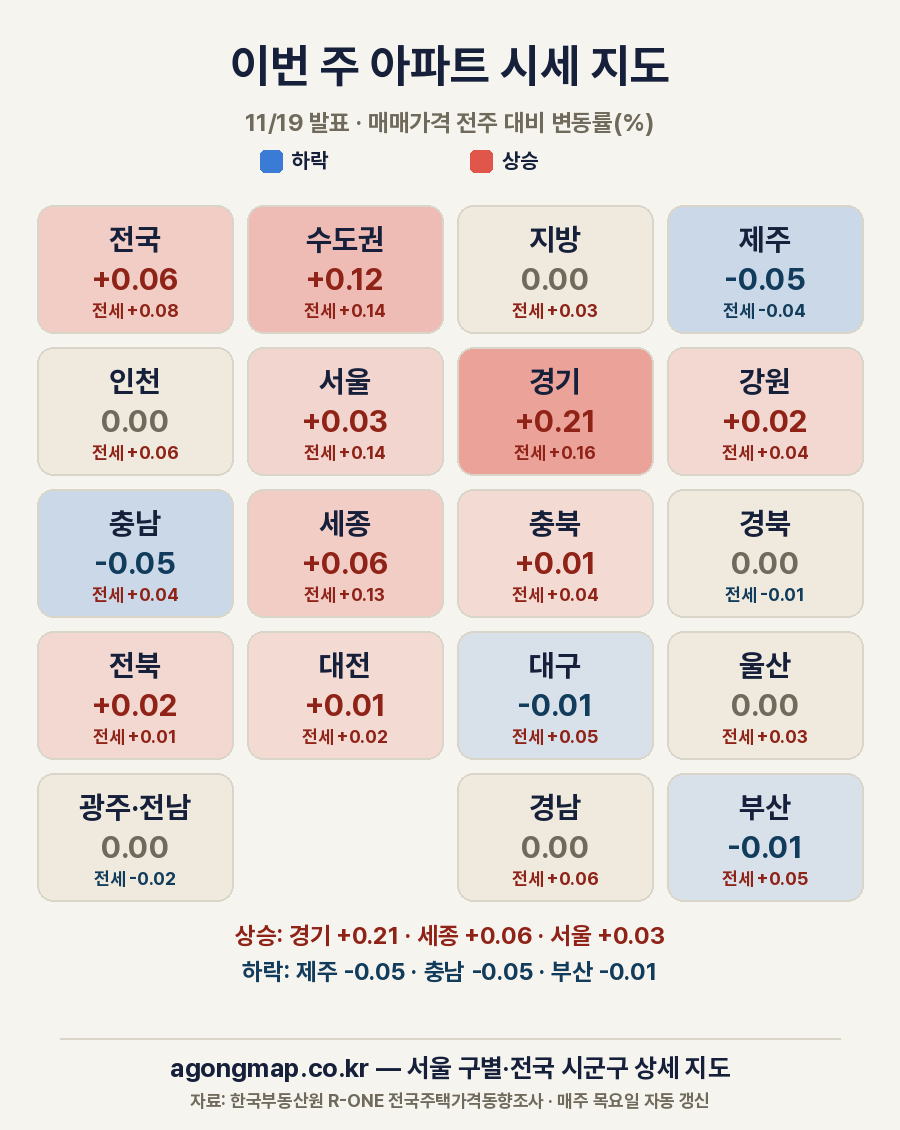 이번 주 아파트 시세 지도
11/19 발표 · 매매가격 전주 대비 변동률(%)
하락 상승
전국
+0.06
전세 +0.08
수도권
+0.12
전세 +0.14
지방
0.00
전세 +0.03
제주
-0.05
전세 -0.04
인천
0.00
전세 +0.06
서울
+0.03
전세 +0.14
경기
+0.21
전세 +0.16
강원
+0.02
전세 +0.04
충남
-0.05
전세 +0.04
세종
+0.06
전세 +0.13
충북
+0.01
전세 +0.04
경북
0.00
전세 -0.01
전북
+0.02
전세 +0.01
대전
+0.01
전세 +0.02
대구
-0.01
전세 +0.05
울산
0.00
전세 +0.03
광주·전남
0.00
전세 -0.02
경남
0.00
전세 +0.06
부산
-0.01
전세 +0.05
상승: 경기 +0.21 · 세종 +0.06 · 서울 +0.03
하락: 제주 -0.05 · 충남 -0.05 · 부산 -0.01
agongmap.co.kr — 서울 구별·전국 시군구 상세 지도
자료: 한국부동산원 R-ONE 전국주택가격동향조사 · 매주 목요일 자동 갱신